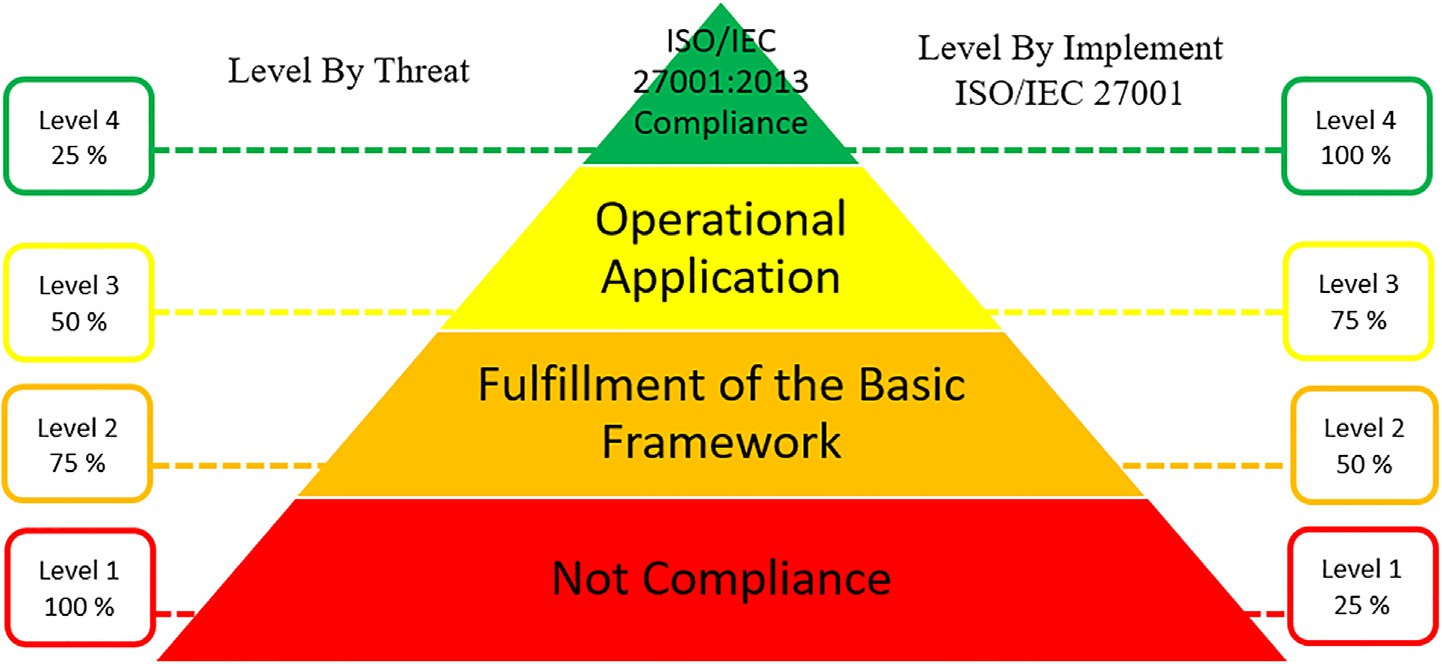 Level By Threat
ISO/IEC
27001:2013
Compliance
Level By Implement
ISO/IEC 27001
Level 4
25 %
Level 4
100 %
Operational
Application
Level 3
50 %
Level 3
75 %
Fulfillment of the Basic
Framework
Level 2
75 %
Level 2
50 %
Not Compliance
Level 1
100 %
Level 1
25 %